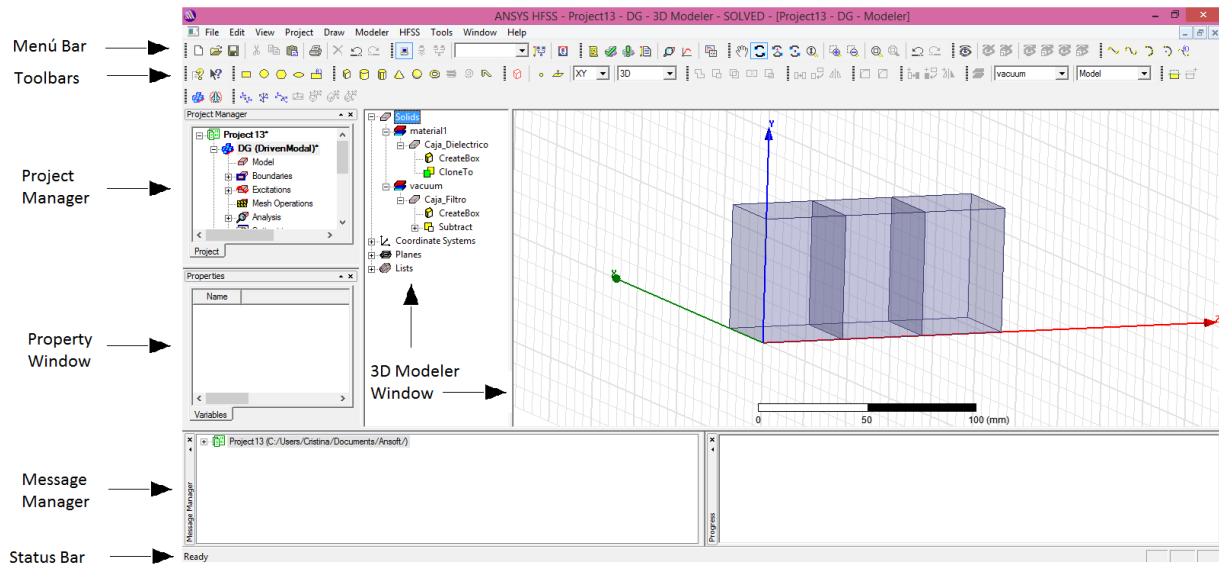 ANSYS HFSS - Project13 - DG - 3D Modeler - SOLVED - [Project13 - DG - Modeler]
File Edit View Project Draw Modeler HFSS Tools Window Help
Menú Bar
Toolbars
XY
3D
vacuum
Model
Project Manager
Project13*
DG (DrivenModal)*
Model
Boundaries
Excitations
Mesh Operations
Analysis
Project
Project
Manager
Solids
material1
Caja_Dielectrico
CreateBox
CloneTo
vacuum
Caja_Filtro
CreateBox
Subtract
Coordinate Systems
Planes
Lists
Properties
Name
Variables
Property
Window
3D Modeler
Window
Y
Z
0
50
100 (mm)
Message
Manager
Message Manager
Project13 (C:/Users/Cristina/Documents/Ansoft/)
Progress
Status Bar
Ready